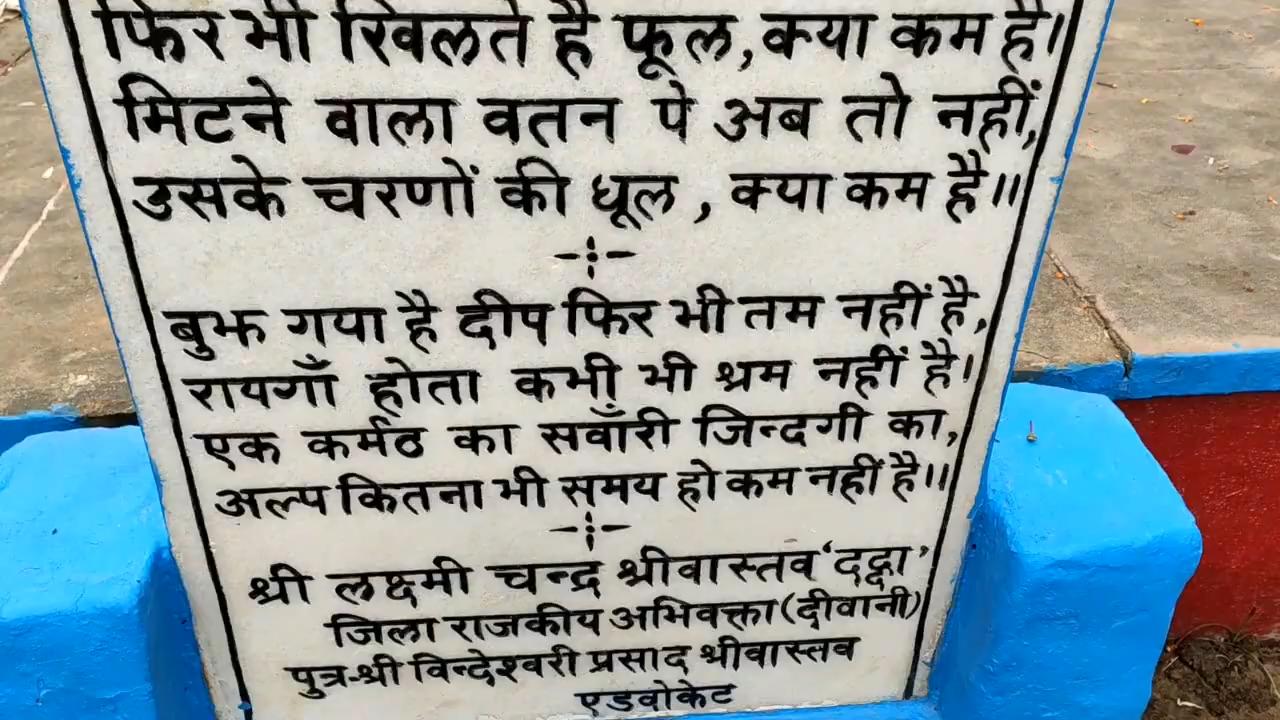 फिर भी खिलते है फूल, क्या कम है।
मिटने वाला वतन पे अब तो नहीं,
उसके चरणों की धूल, क्या कम है॥
बुझ गया है दीप फिर भी तम नहीं है,
रायगाँ होता कभी भी श्रम नहीं है।
एक कर्मठ का सवाँरी जिन्दगी का,
अल्प कितना भी समय हो कम नहीं है॥
श्री लक्ष्मी चन्द्र श्रीवास्तव ‘दद्दा’
जिला राजकीय अभिवक्ता (दीवानी)
पुत्र-श्री विन्देश्वरी प्रसाद श्रीवास्तव
एडवोकेट